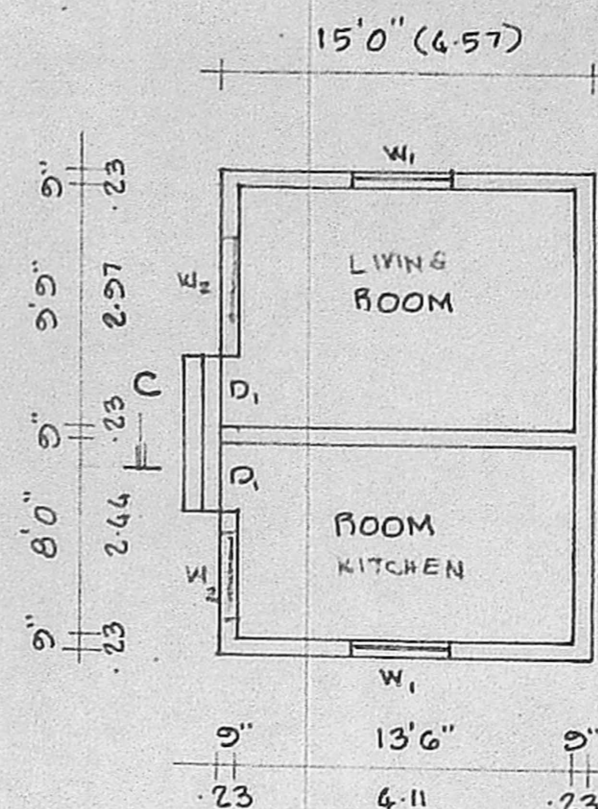 15'0" (4.57)
W1
9"
.23
9'9"
2.97
W2
LIVING
ROOM
C
D1
9"
.23
D1
8'0"
2.44
ROOM
KITCHEN
W2
9"
.23
W1
9"
13'6"
9"
.23
4.11
.23